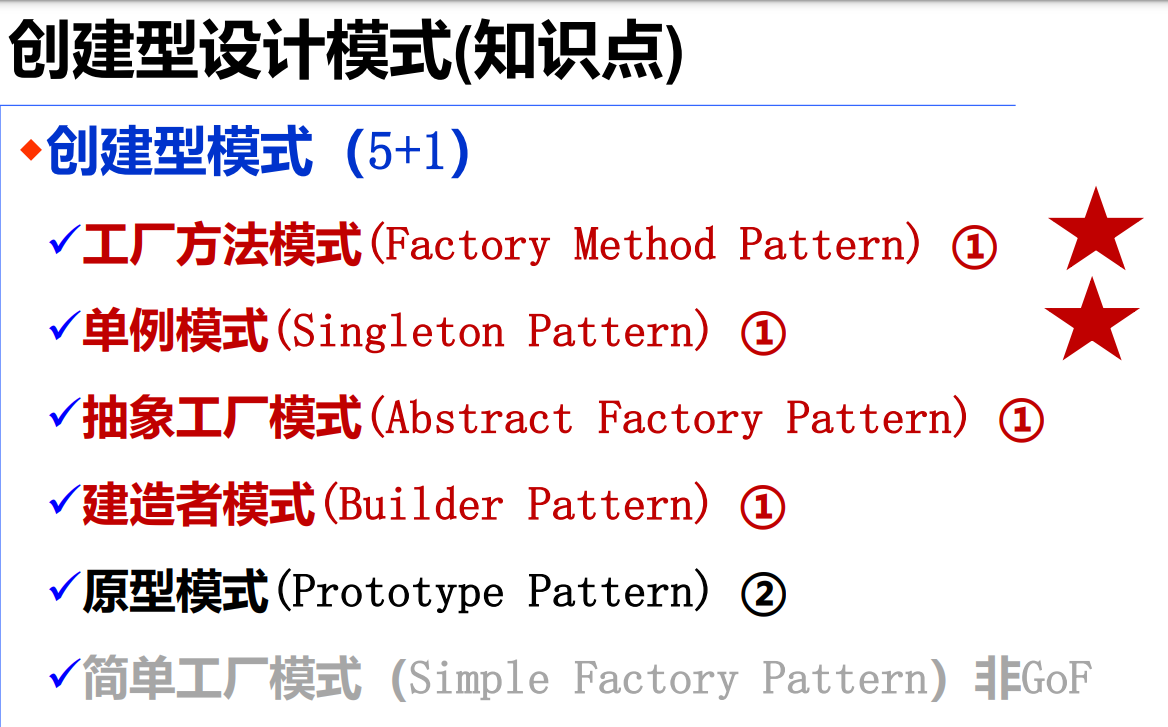 创建型设计模式(知识点)
创建型模式（5+1）
工厂方法模式(Factory Method Pattern) ①
单例模式(Singleton Pattern) ①
抽象工厂模式(Abstract Factory Pattern) ①
建造者模式(Builder Pattern) ①
原型模式(Prototype Pattern) ②
简单工厂模式（Simple Factory Pattern）非GoF